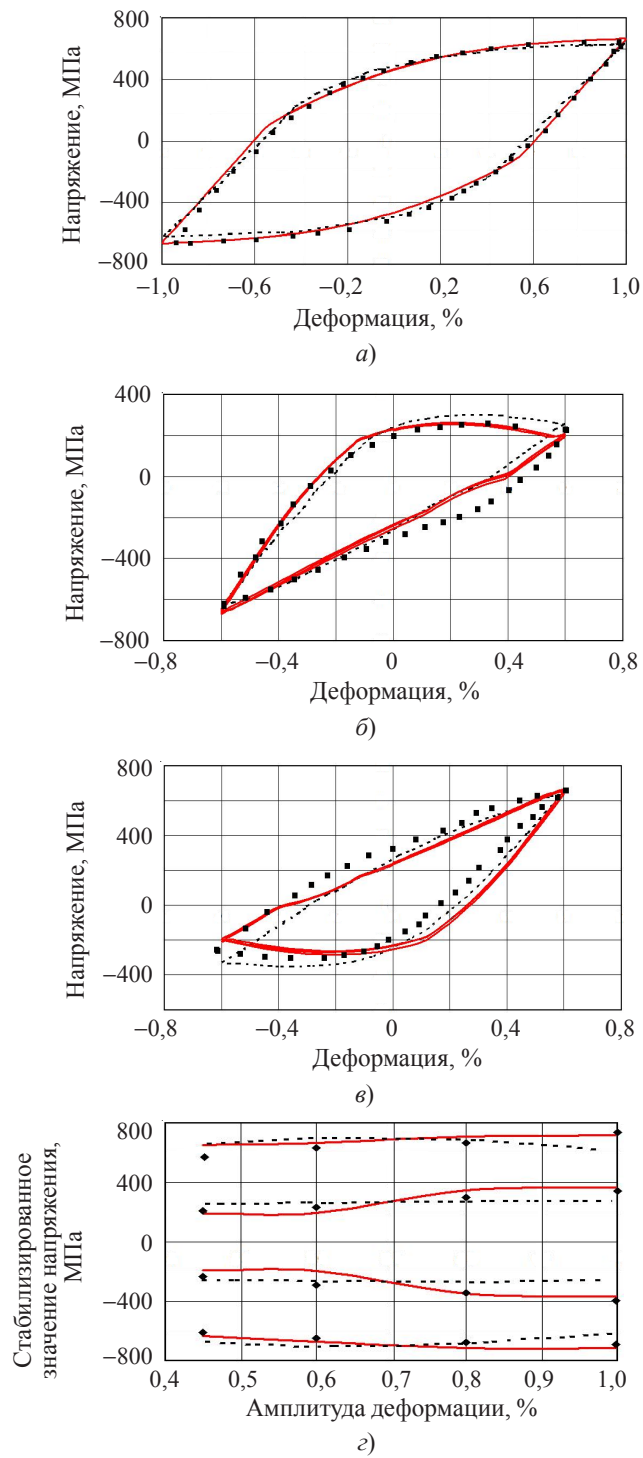 800
400
0
–400
–800
Напряжение, МПа
–1,0 –0,6 –0,2 0,2 0,6 1,0
Деформация, %
а)
400
0
–400
–800
Напряжение, МПа
–0,8 –0,4 0 0,4 0,8
Деформация, %
б)
800
400
0
–400
Напряжение, МПа
–0,8 –0,4 0 0,4 0,8
Деформация, %
в)
800
400
0
–400
–800
Стабилизированное
значение напряжения,
МПа
0,4 0,5 0,6 0,7 0,8 0,9 1,0
Амплитуда деформации, %
г)